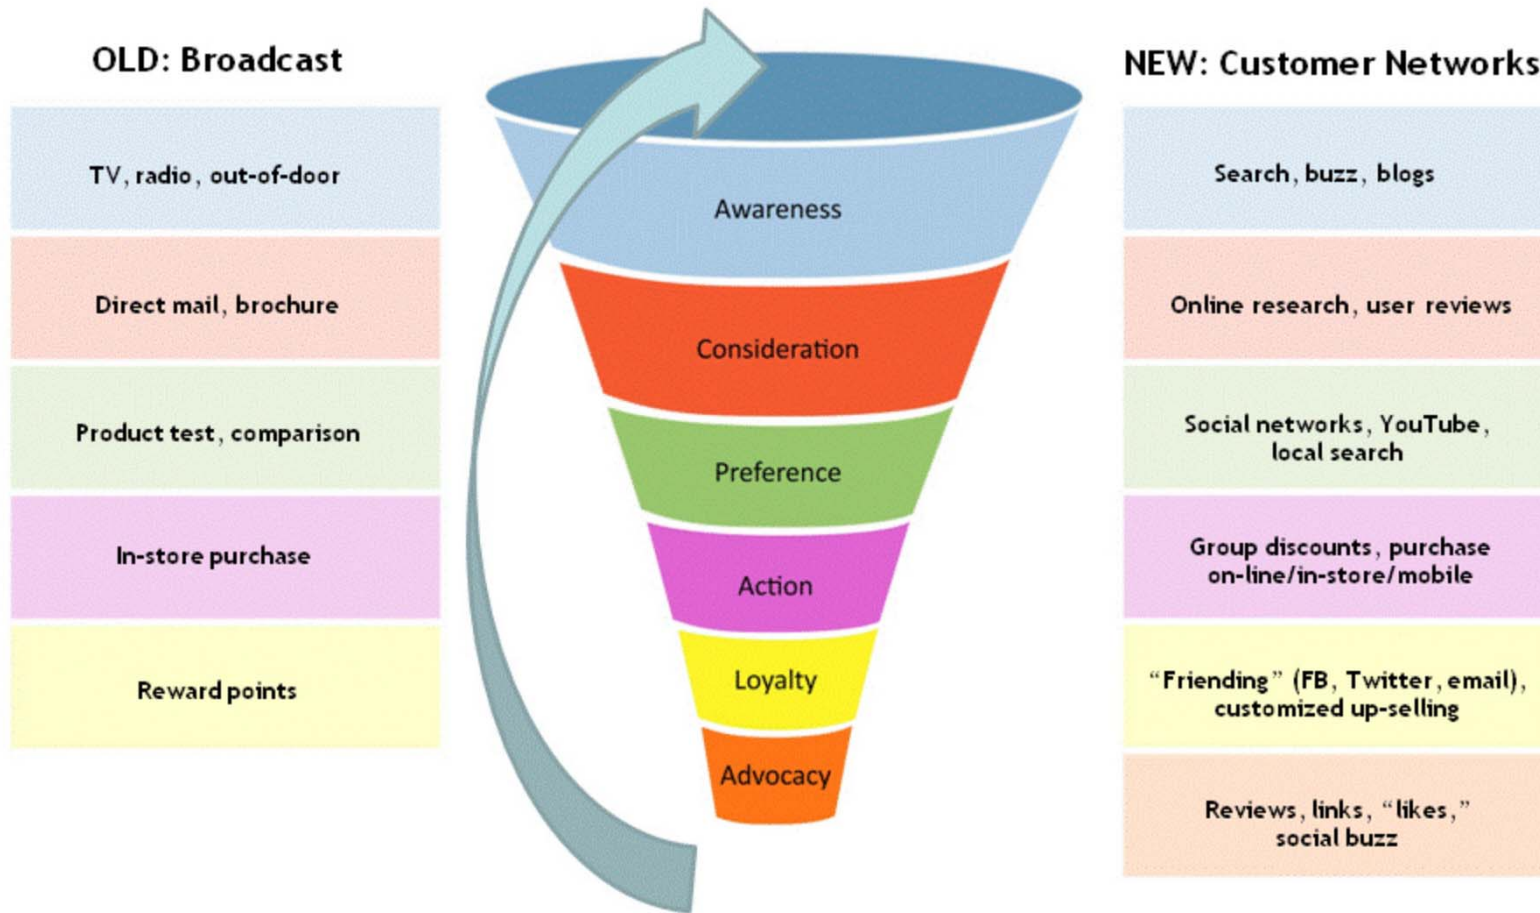 OLD: Broadcast
TV, radio, out-of-door
Direct mail, brochure
Product test, comparison
In-store purchase
Reward points
Awareness
Consideration
Preference
Action
Loyalty
Advocacy
NEW: Customer Networks
Search, buzz, blogs
Online research, user reviews
Social networks, YouTube,
local search
Group discounts, purchase
on-line/in-store/mobile
“Friending” (FB, Twitter, email),
customized up-selling
Reviews, links, “likes,”
social buzz